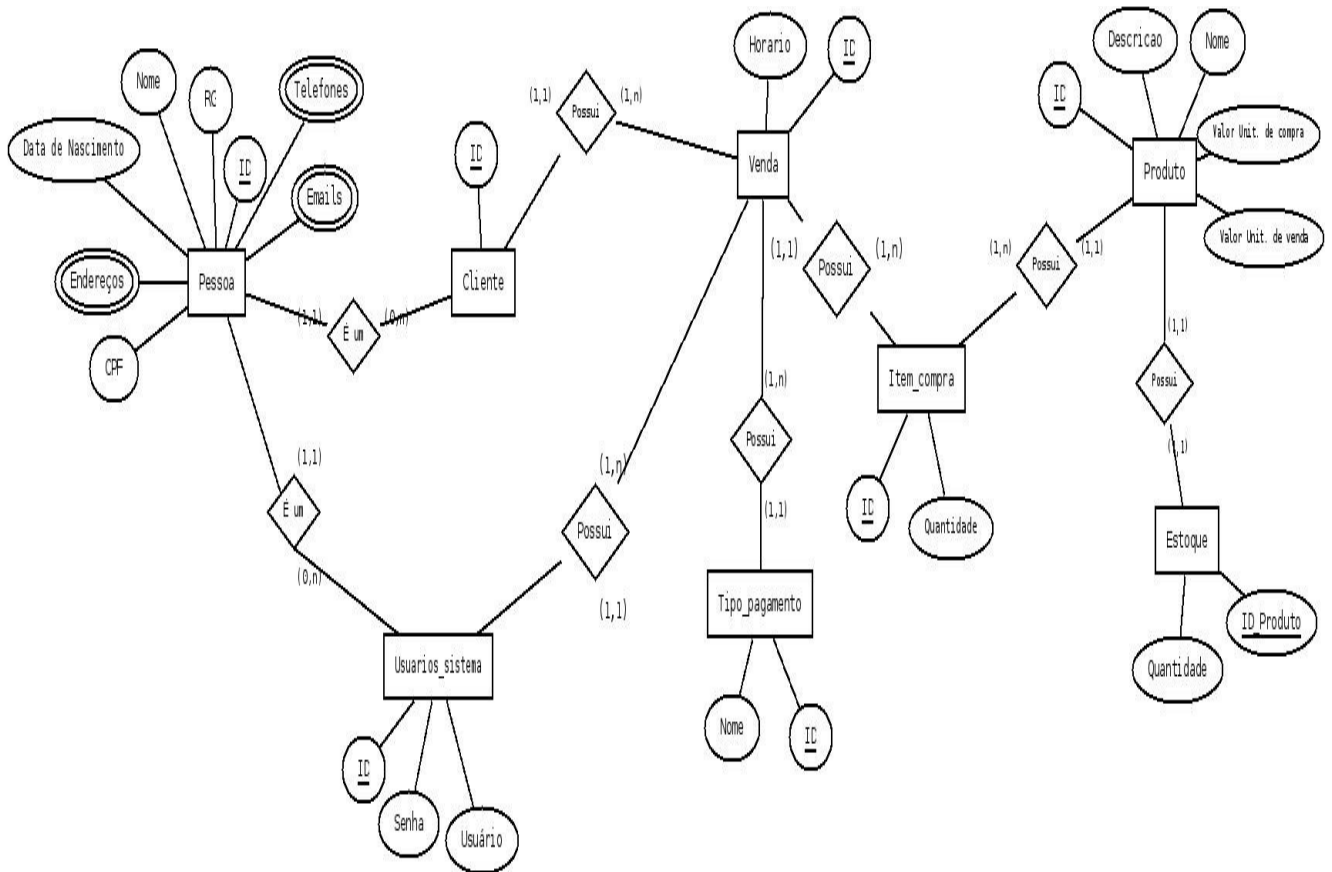 Horario
ID
Descricao
Nome
ID
Valor Unit. de compra
Produto
Valor Unit. de venda
Nome
RG
Telefones
Data de Nascimento
ID
Emails
Endereços
Pessoa
CPF
(1,1)
É um
(0,n)
ID
Cliente
(1,1)
Possui
(1,n)
Venda
(1,1)
Possui
(1,n)
(1,n)
Possui
(1,1)
Item_compra
ID
Quantidade
(1,1)
Possui
(1,1)
Estoque
ID_Produto
Quantidade
(1,n)
Possui
(1,1)
Tipo_pagamento
Nome
ID
(1,n)
Possui
(1,1)
(1,1)
É um
(0,n)
Usuarios_sistema
ID
Senha
Usuário